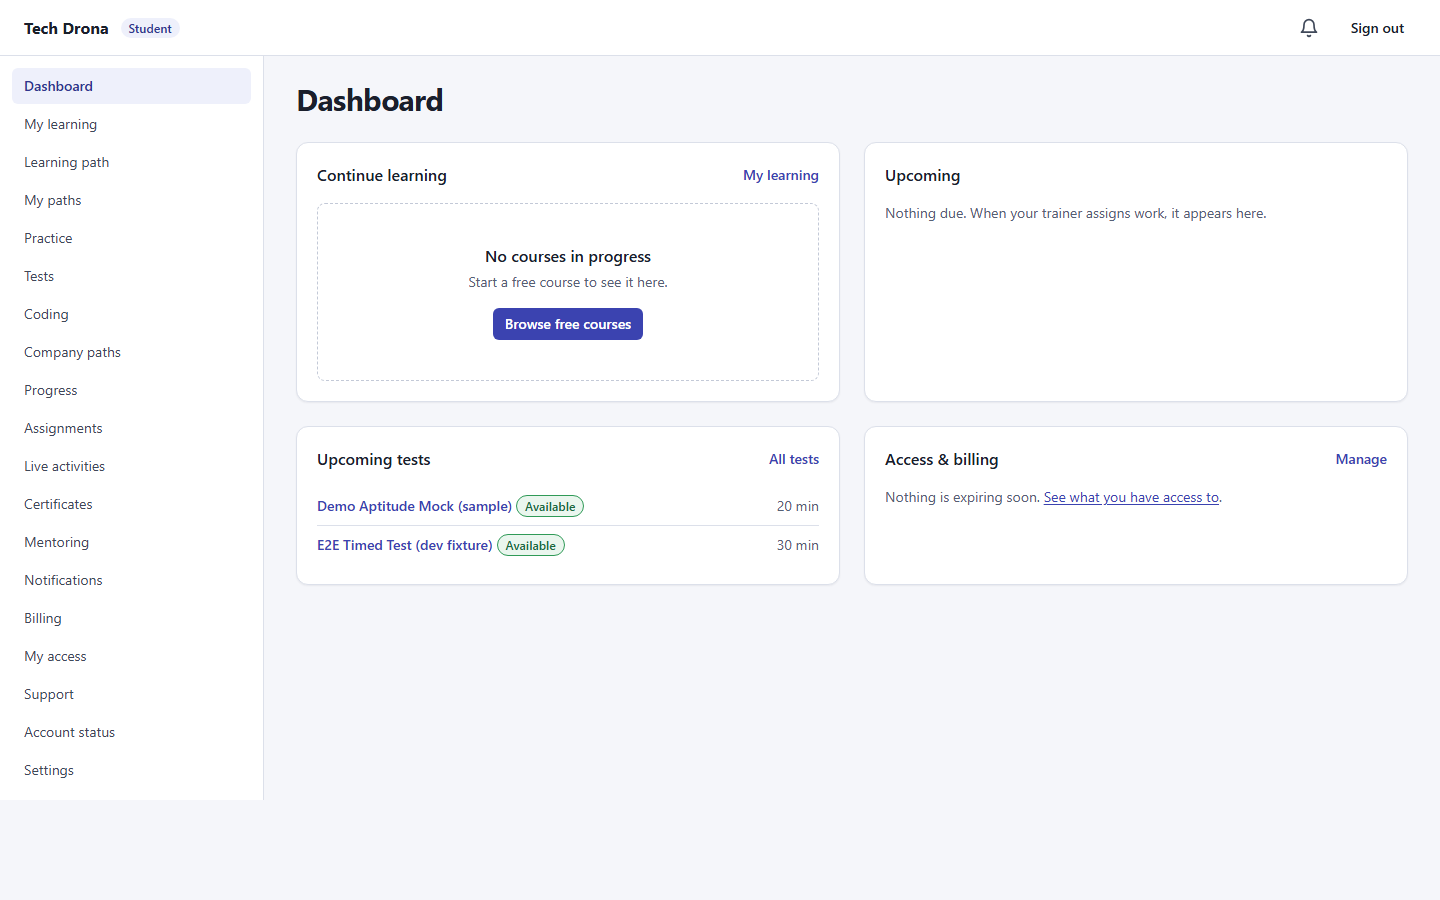 Tech Drona Student
Sign out
Dashboard
My learning
Learning path
My paths
Practice
Tests
Coding
Company paths
Progress
Assignments
Live activities
Certificates
Mentoring
Notifications
Billing
My access
Support
Account status
Settings
Dashboard
Continue learning My learning
No courses in progress
Start a free course to see it here.
Browse free courses
Upcoming
Nothing due. When your trainer assigns work, it appears here.
Upcoming tests All tests
Demo Aptitude Mock (sample) Available 20 min
E2E Timed Test (dev fixture) Available 30 min
Access & billing Manage
Nothing is expiring soon. See what you have access to.